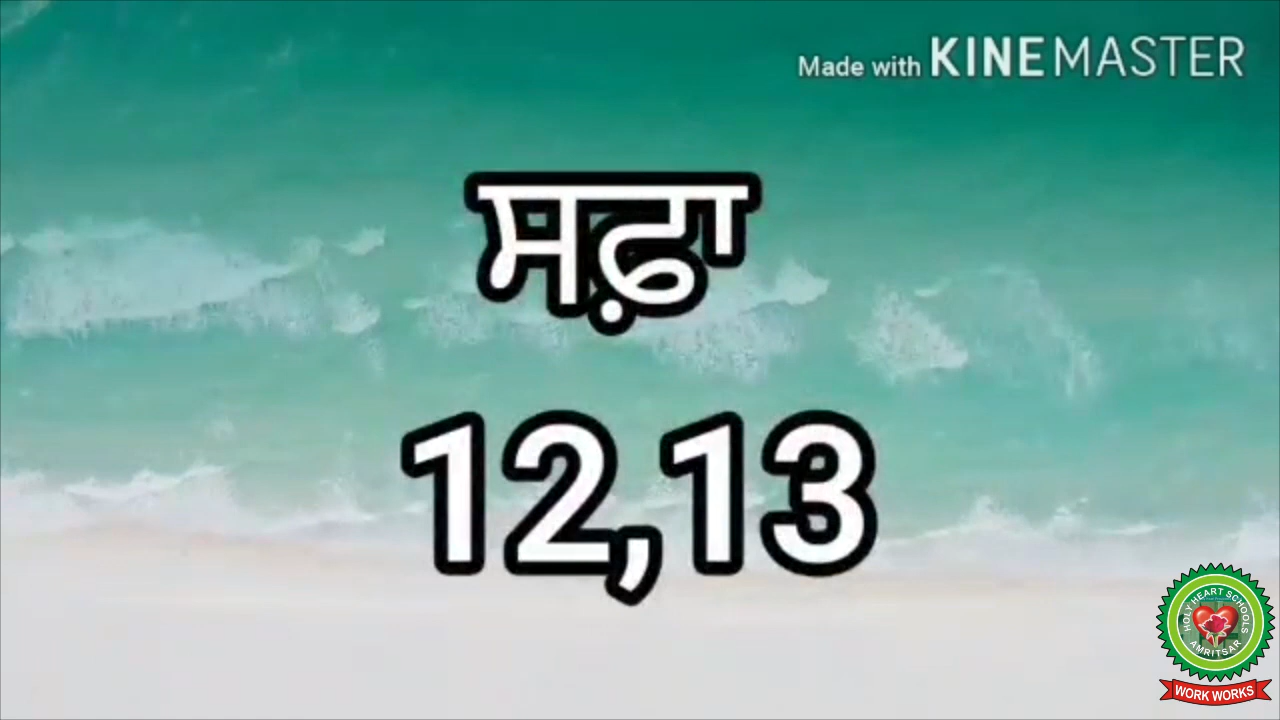 Made with KINEMASTER
ਸਫ਼ਾ
12,13
HOLY HEART SCHOOLS
AMRITSAR
WORK WORKS